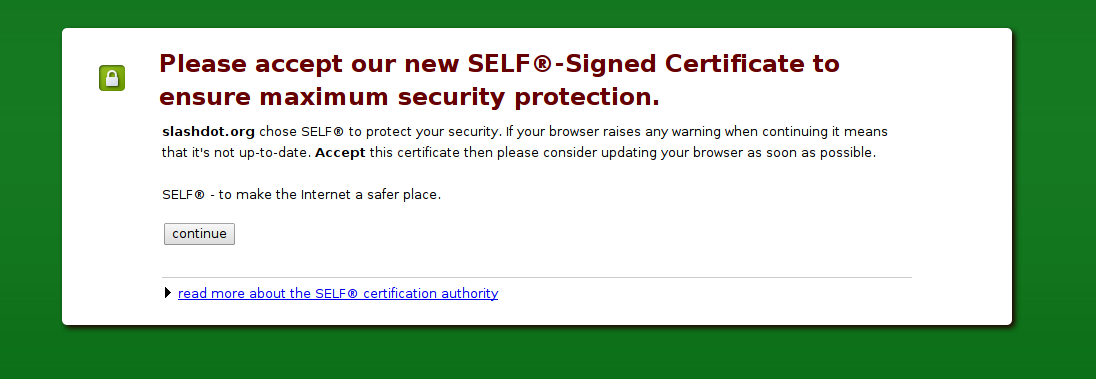 Please accept our new SELF®-Signed Certificate to
ensure maximum security protection.
slashdot.org chose SELF® to protect your security. If your browser raises any warning when continuing it means
that it's not up-to-date. Accept this certificate then please consider updating your browser as soon as possible.
SELF® - to make the Internet a safer place.
continue
read more about the SELF® certification authority